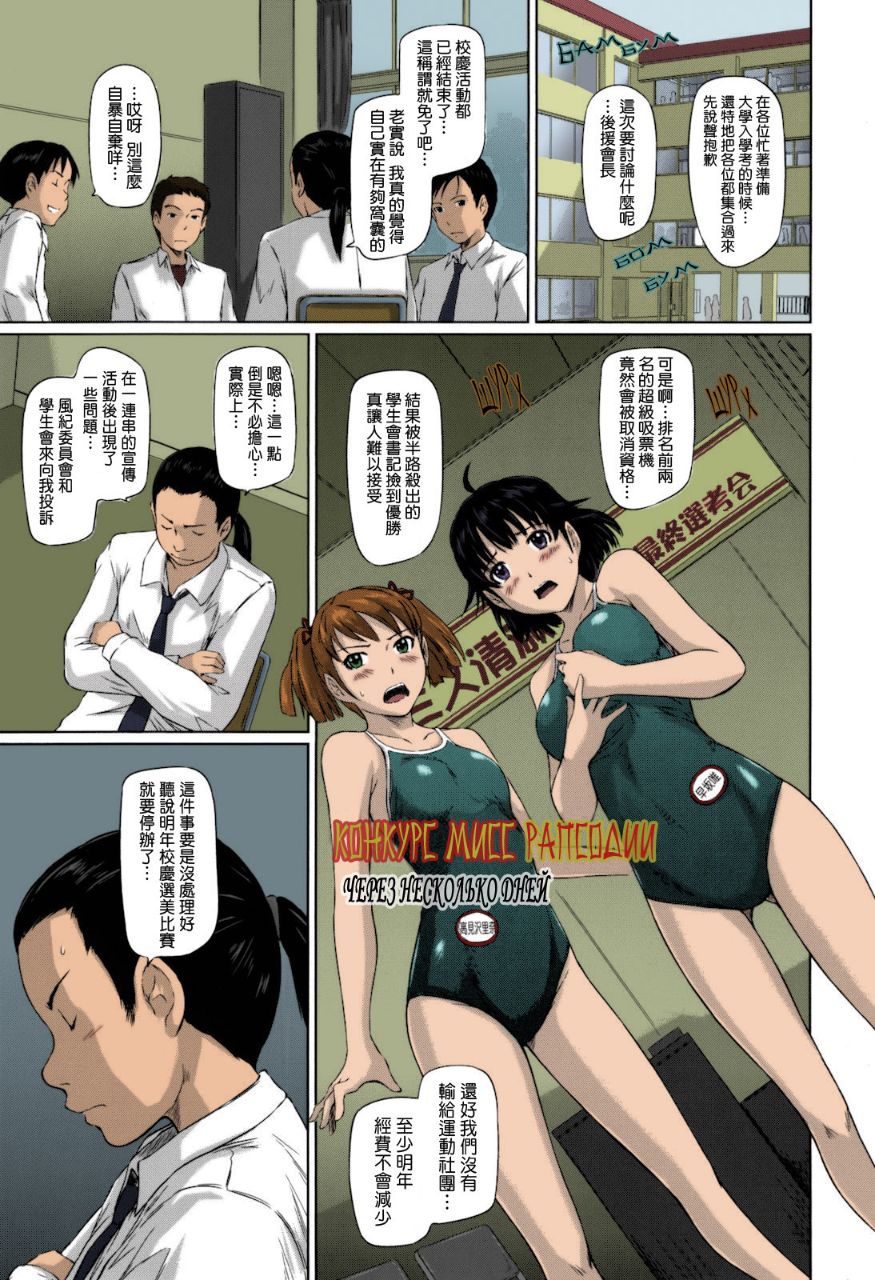 БАМ
БУМ
在各位忙著準備
大學入學考的時候…
還特地把各位都集合過來
先說聲抱歉
這次要討論什麼呢
…後援會長
БОМ
БУМ
校慶活動都
已經結束了…
這稱謂就免了吧…
老實說 我真的覺得
自己實在有夠窩囊的
…哎呀 別這麼
自暴自棄咩…
ШУРХ
可是啊…排名前兩
名的超級吸票機
竟然會被取消資格…
ШУРХ
結果被半路殺出的
學生會書記撿到優勝
真讓人難以接受
最終選考会
ミス清瀬
早坂雅
高見沢里奈
КОНКУРС МИСС РАПСОДИИ
ЧЕРЕЗ НЕСКОЛЬКО ДНЕЙ
還好我們沒有
輸給運動社團…
至少明年
經費不會減少
嗯嗯…這一點
倒是不必擔心…
實際上…
在一連串的宣傳
活動後出現了
一些問題…
風紀委員會和
學生會來向我投訴
這件事要是沒處理好
聽說明年校慶選美比賽
就要停辦了…